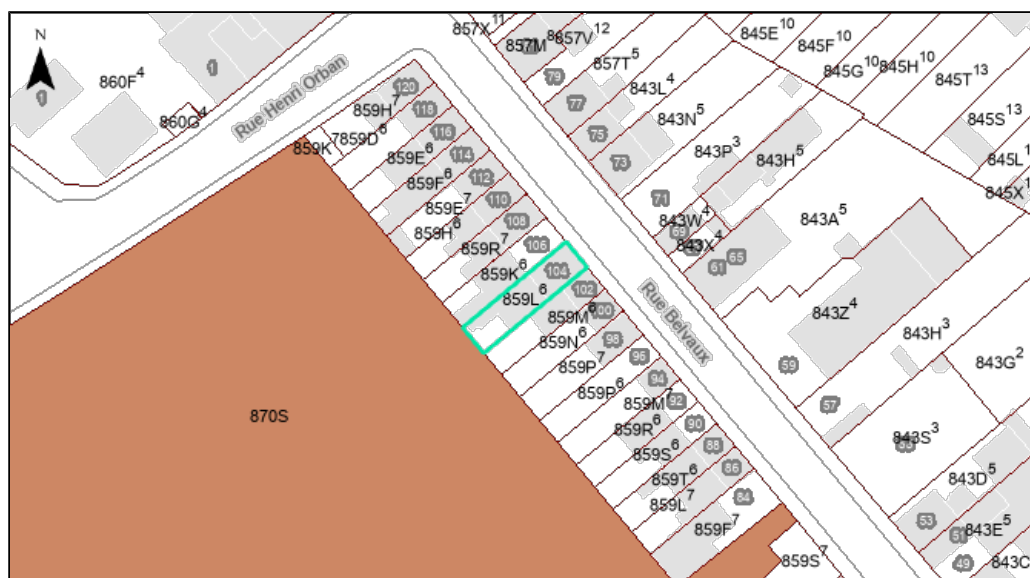 N
857X¹¹
857M⁸
857V¹²
845E¹⁰
845F¹⁰
845G¹⁰
845H¹⁰
845T¹³
845S¹³
845L¹
845X¹
860F⁴
1
1
860G⁴
Rue Henri Orban
79
857T⁵
77
843L⁴
75
843N⁵
73
843P³
843H⁵
71
843W⁴
69
843X⁴
61
65
843A⁵
120
859H⁷
118
859K⁷
859D⁶
116
859E⁶
114
859F⁶
112
859E⁷
110
859H⁶
108
859R⁷
106
859K⁶
104
859L⁶
102
859M⁶
100
859N⁶
98
859P⁷
96
859P⁶
94
859M⁷
92
859R⁶
90
859S⁶
88
859T⁶
86
859L⁷
84
859F⁷
859S⁷
Rue Belvaux
843Z⁴
843H³
843G²
59
57
843S³
843D⁵
53
51
843E⁵
49
843C
870S